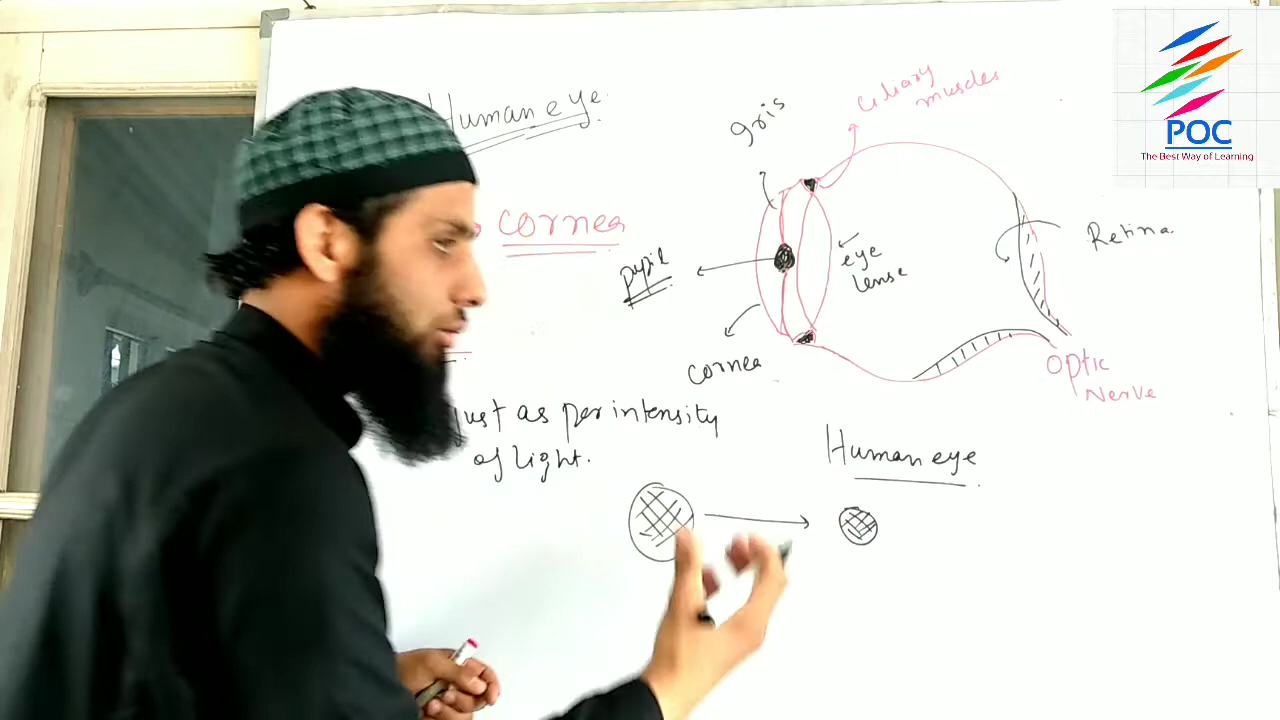 Human eye
cornea
Iris
Ciliary
muscles
pupil
eye
lense
Retina
cornea
Optic
Nerve
just as per intensity
of light.
Human eye
POC
The Best Way of Learning